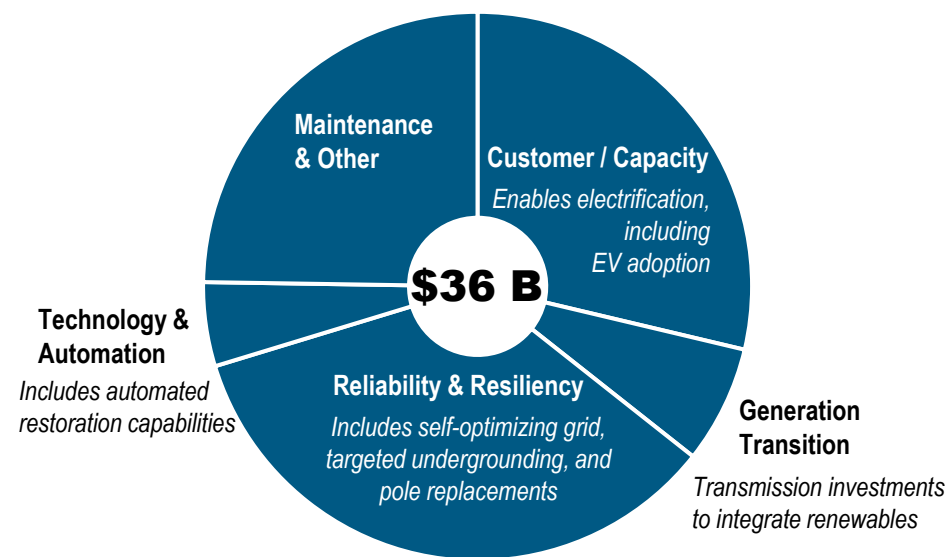 Maintenance
& Other
Customer / Capacity
Enables electrification,
including
EV adoption
$36 B
Technology &
Automation
Includes automated
restoration capabilities
Reliability & Resiliency
Includes self-optimizing grid,
targeted undergrounding, and
pole replacements
Generation
Transition
Transmission investments
to integrate renewables